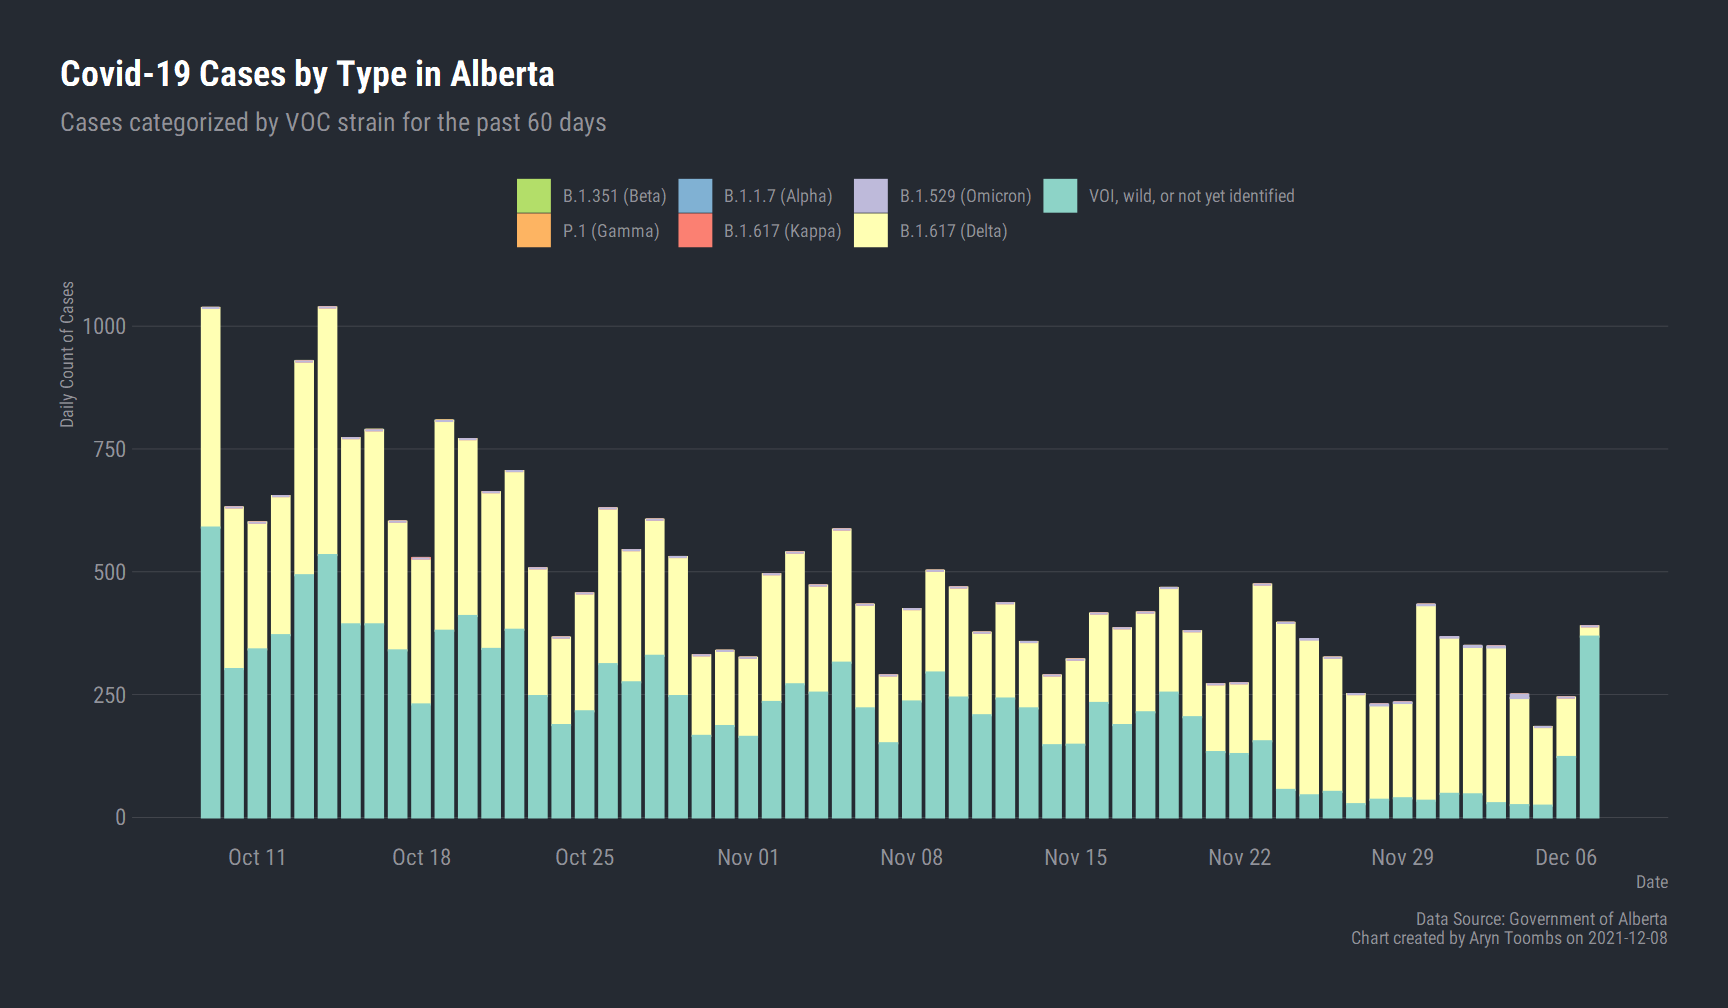 Covid-19 Cases by Type in Alberta
Cases categorized by VOC strain for the past 60 days
B.1.351 (Beta)
B.1.1.7 (Alpha)
B.1.529 (Omicron)
VOI, wild, or not yet identified
P.1 (Gamma)
B.1.617 (Kappa)
B.1.617 (Delta)
Daily Count of Cases
1000
750
500
250
0
Oct 11
Oct 18
Oct 25
Nov 01
Nov 08
Nov 15
Nov 22
Nov 29
Dec 06
Date
Data Source: Government of Alberta
Chart created by Aryn Toombs on 2021-12-08